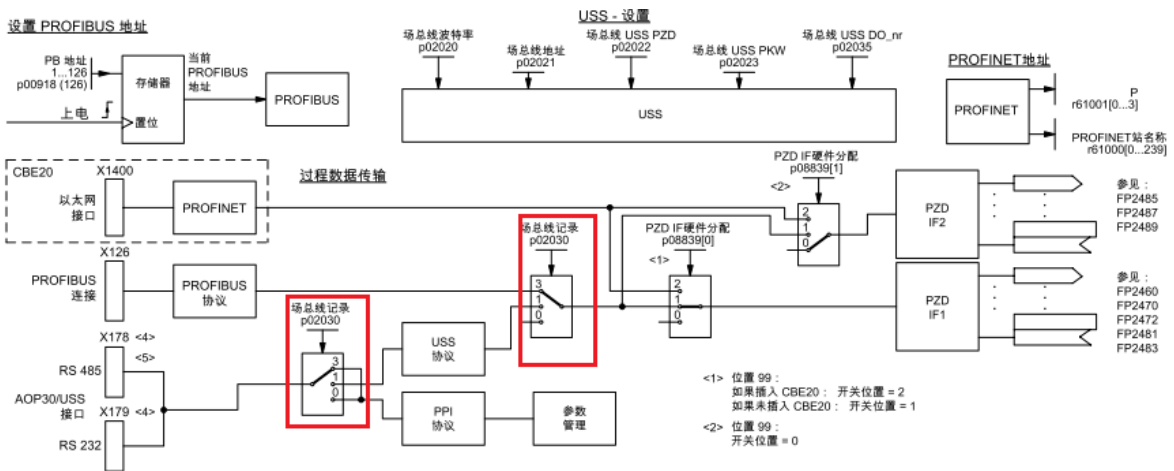 设置 PROFIBUS 地址
PB 地址
1...126
p00918 (126)
上电
存储器
置位
当前
PROFIBUS
地址
PROFIBUS
USS - 设置
场总线波特率
p02020
场总线地址
p02021
场总线 USS PZD
p02022
场总线 USS PKW
p02023
场总线 USS DO_nr
p02035
USS
PROFINET地址
PROFINET
P
r61001[0...3]
PROFINET站名称
r61000[0...239]
CBE20
X1400
以太网
接口
PROFINET
过程数据传输
PZD IF硬件分配
p08839[1]
<2>
2
1
0
PZD
IF2
参见：
FP2485
FP2487
FP2489
场总线记录
p02030
3
1
0
PZD IF硬件分配
p08839[0]
<1>
2
1
0
PZD
IF1
参见：
FP2460
FP2470
FP2472
FP2481
FP2483
X126
PROFIBUS
连接
PROFIBUS
协议
场总线记录
p02030
3
1
0
X178 <4>
<5>
RS 485
AOP30/USS
接口
X179 <4>
RS 232
USS
协议
PPI
协议
参数
管理
<1> 位置 99：
如果插入 CBE20： 开关位置 = 2
如果未插入 CBE20： 开关位置 = 1
<2> 位置 99：
开关位置 = 0